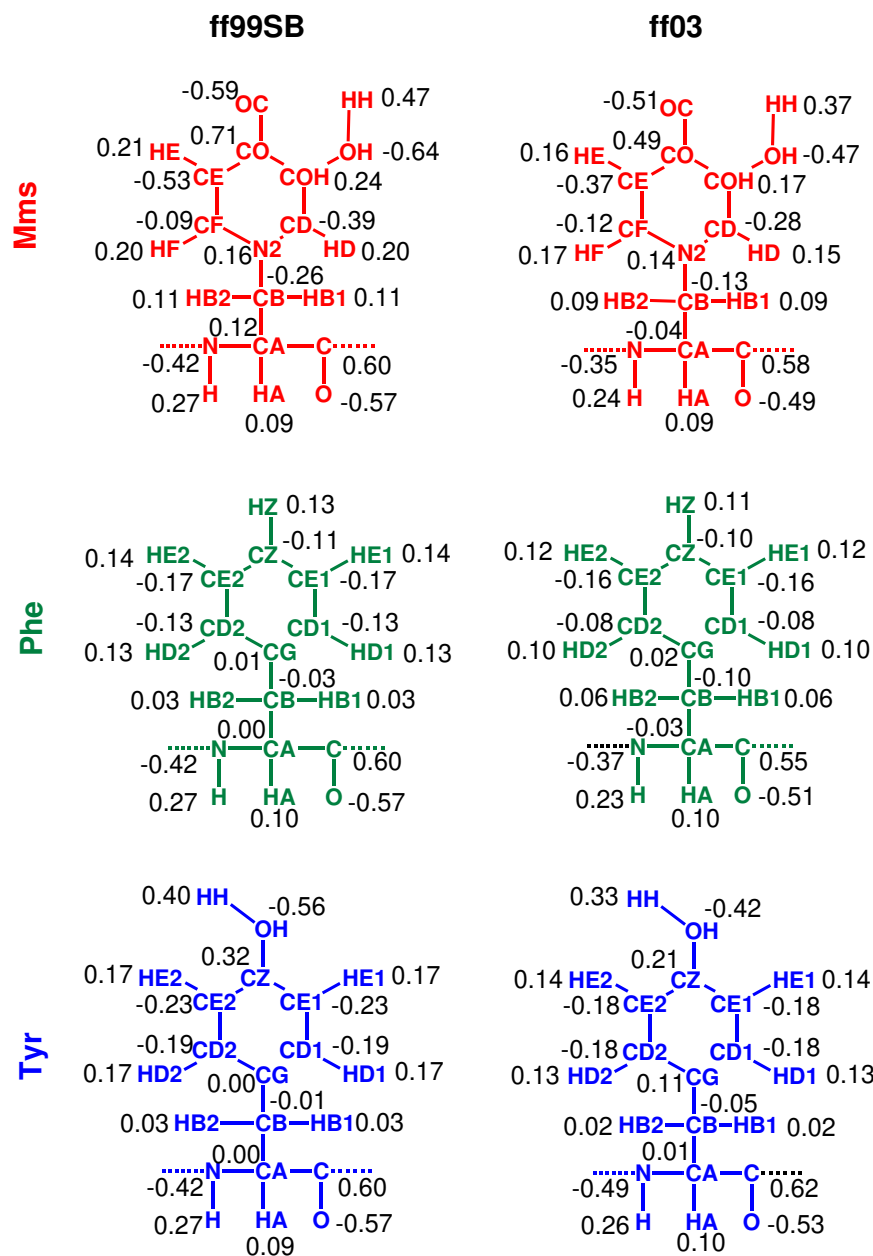 ff99SB ff03
Mms
-0.59 OC HH 0.47
0.71
0.21 HE CO OH -0.64
-0.53 CE COH 0.24
-0.09 CF CD -0.39
0.20 HF 0.16 N2 HD 0.20
-0.26
0.11 HB2 CB HB1 0.11
0.12
N CA C
-0.42 0.60
H HA O -0.57
0.27 0.09
-0.51 OC HH 0.37
0.49
0.16 HE CO OH -0.47
-0.37 CE COH 0.17
-0.12 CF CD -0.28
0.17 HF 0.14 N2 HD 0.15
-0.13
0.09 HB2 CB HB1 0.09
-0.04
N CA C
-0.35 0.58
0.24 H HA O -0.49
0.09
Phe
HZ 0.13
-0.11
0.14 HE2 CZ HE1 0.14
-0.17 CE2 CE1 -0.17
-0.13 CD2 CD1 -0.13
0.13 HD2 0.01 CG HD1 0.13
-0.03
0.03 HB2 CB HB1 0.03
0.00
N CA C
-0.42 0.60
0.27 H HA O -0.57
0.10
HZ 0.11
-0.10
0.12 HE2 CZ HE1 0.12
-0.16 CE2 CE1 -0.16
-0.08 CD2 CD1 -0.08
0.10 HD2 0.02 CG HD1 0.10
-0.10
0.06 HB2 CB HB1 0.06
-0.03
N CA C
-0.37 0.55
0.23 H HA O -0.51
0.10
Tyr
0.40 HH -0.56
OH
0.32
0.17 HE2 CZ HE1 0.17
-0.23 CE2 CE1 -0.23
-0.19 CD2 CD1 -0.19
0.17 HD2 0.00 CG HD1 0.17
-0.01
0.03 HB2 CB HB1 0.03
0.00
N CA C
-0.42 0.60
0.27 H HA O -0.57
0.09
0.33 HH -0.42
OH
0.21
0.14 HE2 CZ HE1 0.14
-0.18 CE2 CE1 -0.18
-0.18 CD2 CD1 -0.18
0.13 HD2 0.11 CG HD1 0.13
-0.05
0.02 HB2 CB HB1 0.02
0.01
N CA C
-0.49 0.62
0.26 H HA O -0.53
0.10